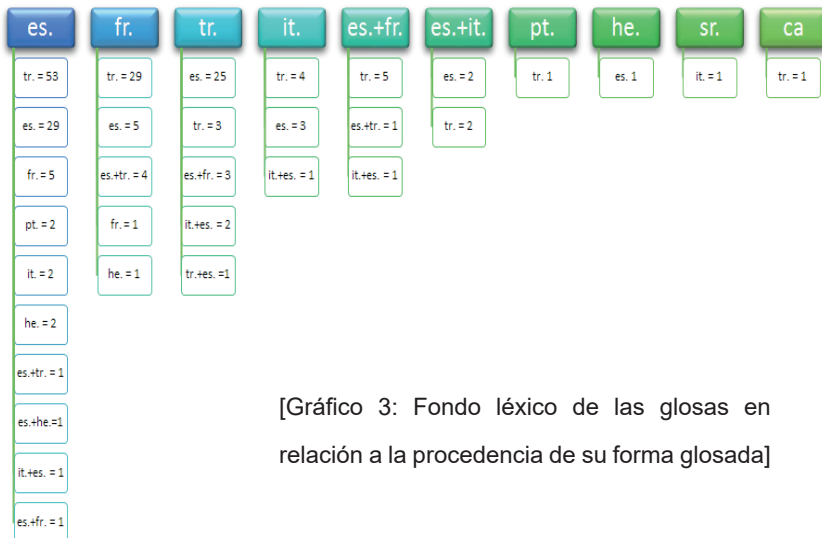 es. fr. tr. it. es.+fr. es.+it. pt. he. sr. ca
tr. = 53 tr. = 29 es. = 25 tr. = 4 tr. = 5 es. = 2 tr. 1 es. 1 it. = 1 tr. = 1
es. = 29 es. = 5 tr. = 3 es. = 3 es.+tr. = 1 tr. = 2
fr. = 5 es.+tr. = 4 es.+fr. = 3 it.+es. = 1 it.+es. = 1
pt. = 2 fr. = 1 it.+es. = 2
it. = 2 he. = 1 tr.+es. =1
he. = 2
es.+tr. = 1
es.+he.=1
it.+es. = 1
es.+fr. = 1
[Gráfico 3: Fondo léxico de las glosas en
relación a la procedencia de su forma glosada]